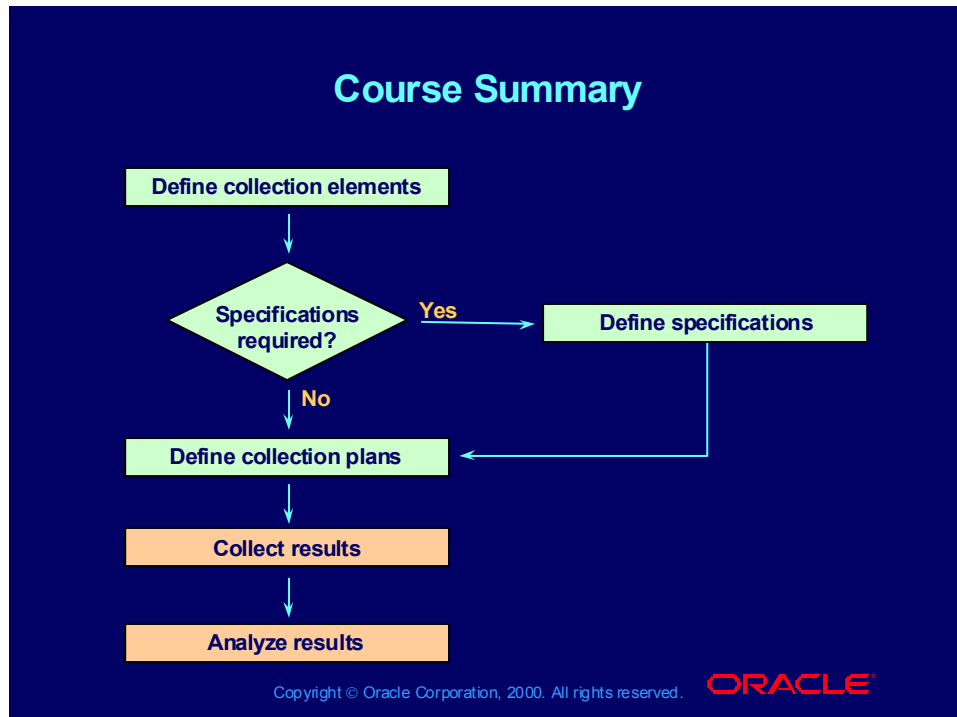 Course Summary
Define collection elements
Specifications
required?
Yes
Define specifications
No
Define collection plans
Collect results
Analyze results
Copyright © Oracle Corporation, 2000. All rights reserved.
ORACLE®